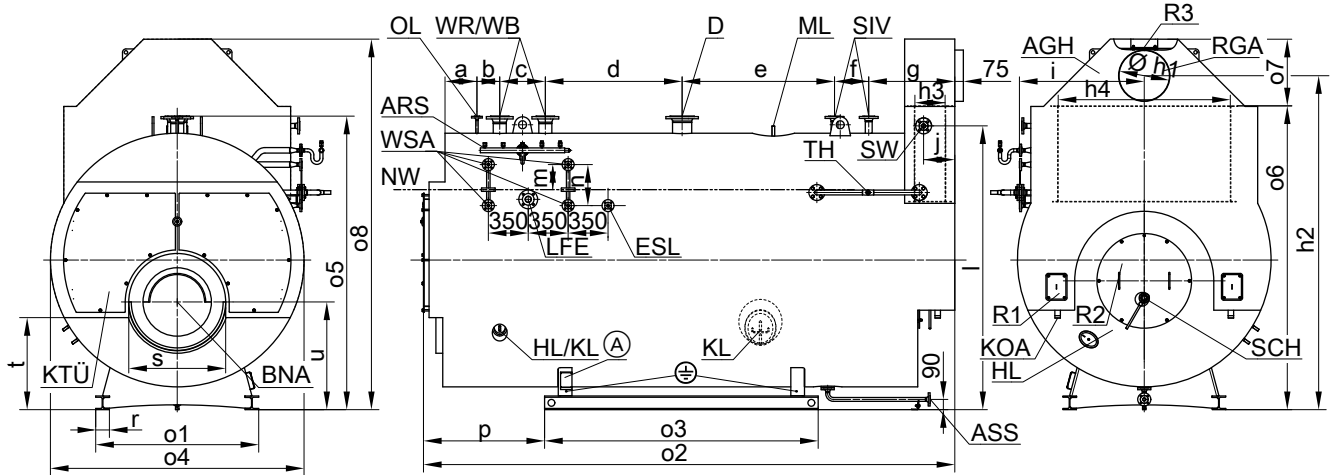 OL WR/WB D ML SIV R3
AGH RGA
a b c d e f g 75 i Ø h1 o7
h3 h4
ARS
WSA
TH SW j
NW m n
350 350 350
LFE ESL
o8 o5 l o6 h2
R1 R2
t s u
KTÜ BNA
HL/KL A KL 90
KOA SCH
HL
r
o1 p o3 ASS
o4 o2